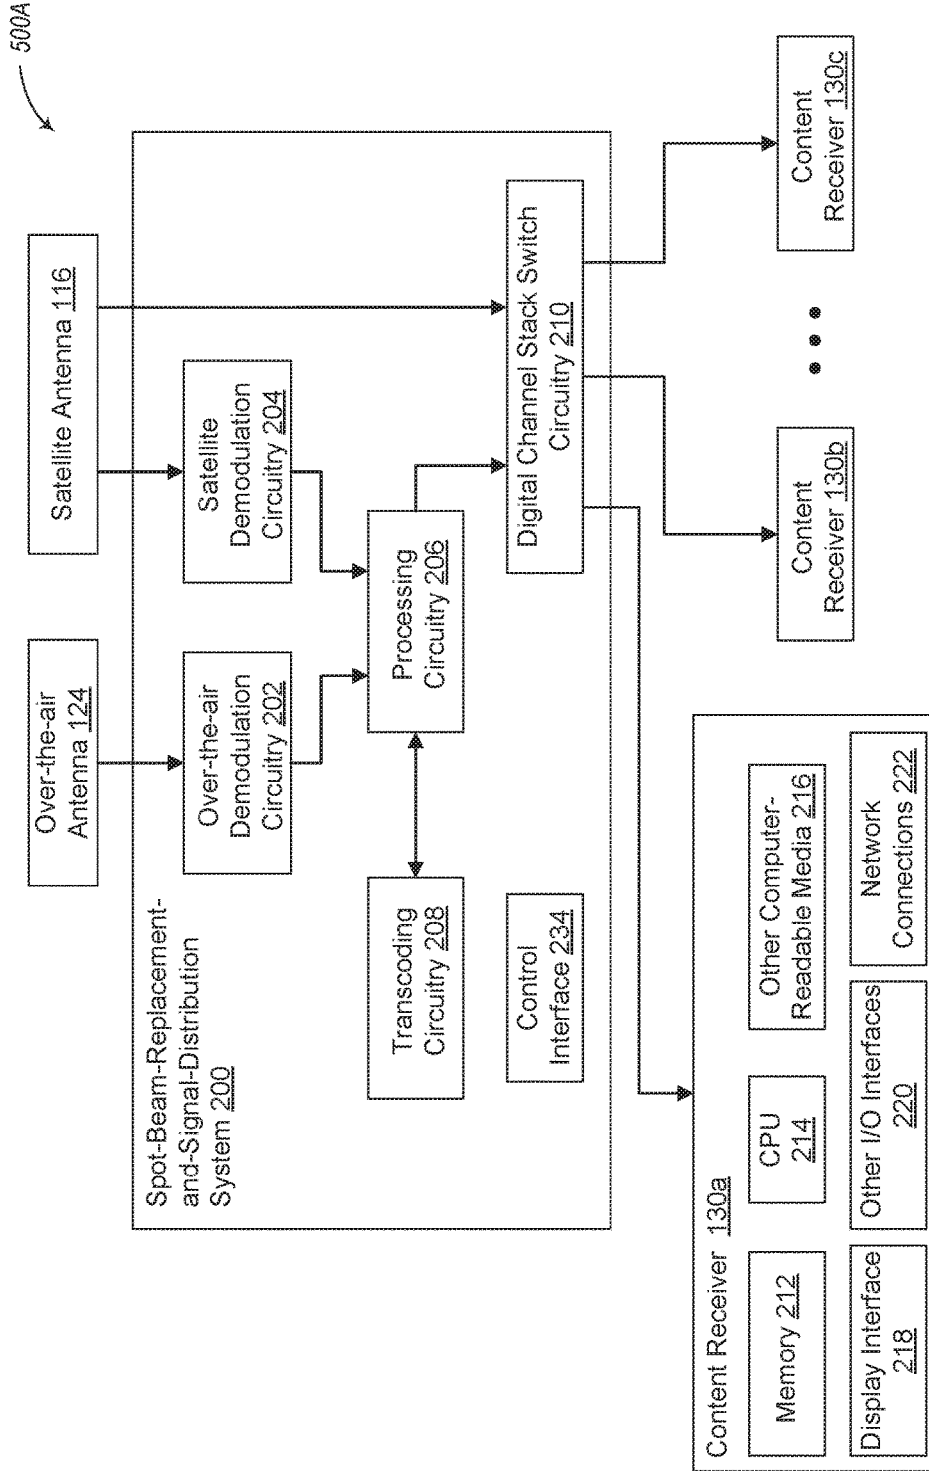 500A
Over-the-air
Antenna 124
Satellite Antenna 116
Spot-Beam-Replacement-
and-Signal-Distribution
System 200
Over-the-air
Demodulation
Circuitry 202
Satellite
Demodulation
Circuitry 204
Transcoding
Circuitry 208
Processing
Circuitry 206
Control
Interface 234
Digital Channel Stack Switch
Circuitry 210
Content Receiver 130a
Memory 212
CPU
214
Other Computer-
Readable Media 216
Display Interface
218
Other I/O Interfaces
220
Network
Connections 222
Content
Receiver 130b
Content
Receiver 130c